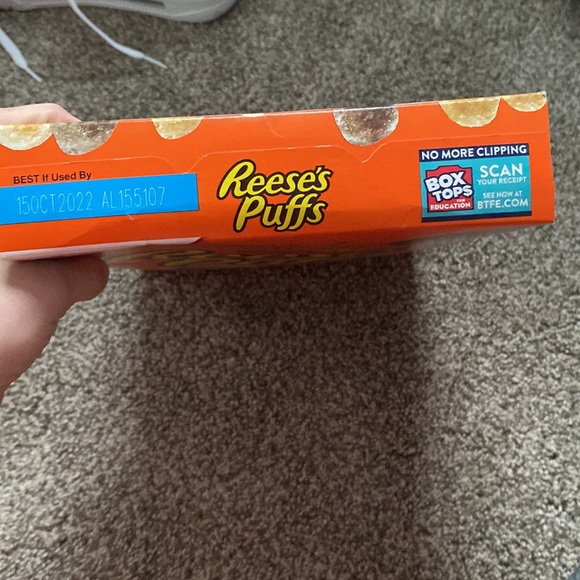 BEST If Used By
15OCT2022 AL155107
Reese's
Puffs
NO MORE CLIPPING
BOX
TOPS
FOR
EDUCATION
SCAN
YOUR RECEIPT
SEE HOW AT
BTFE.COM